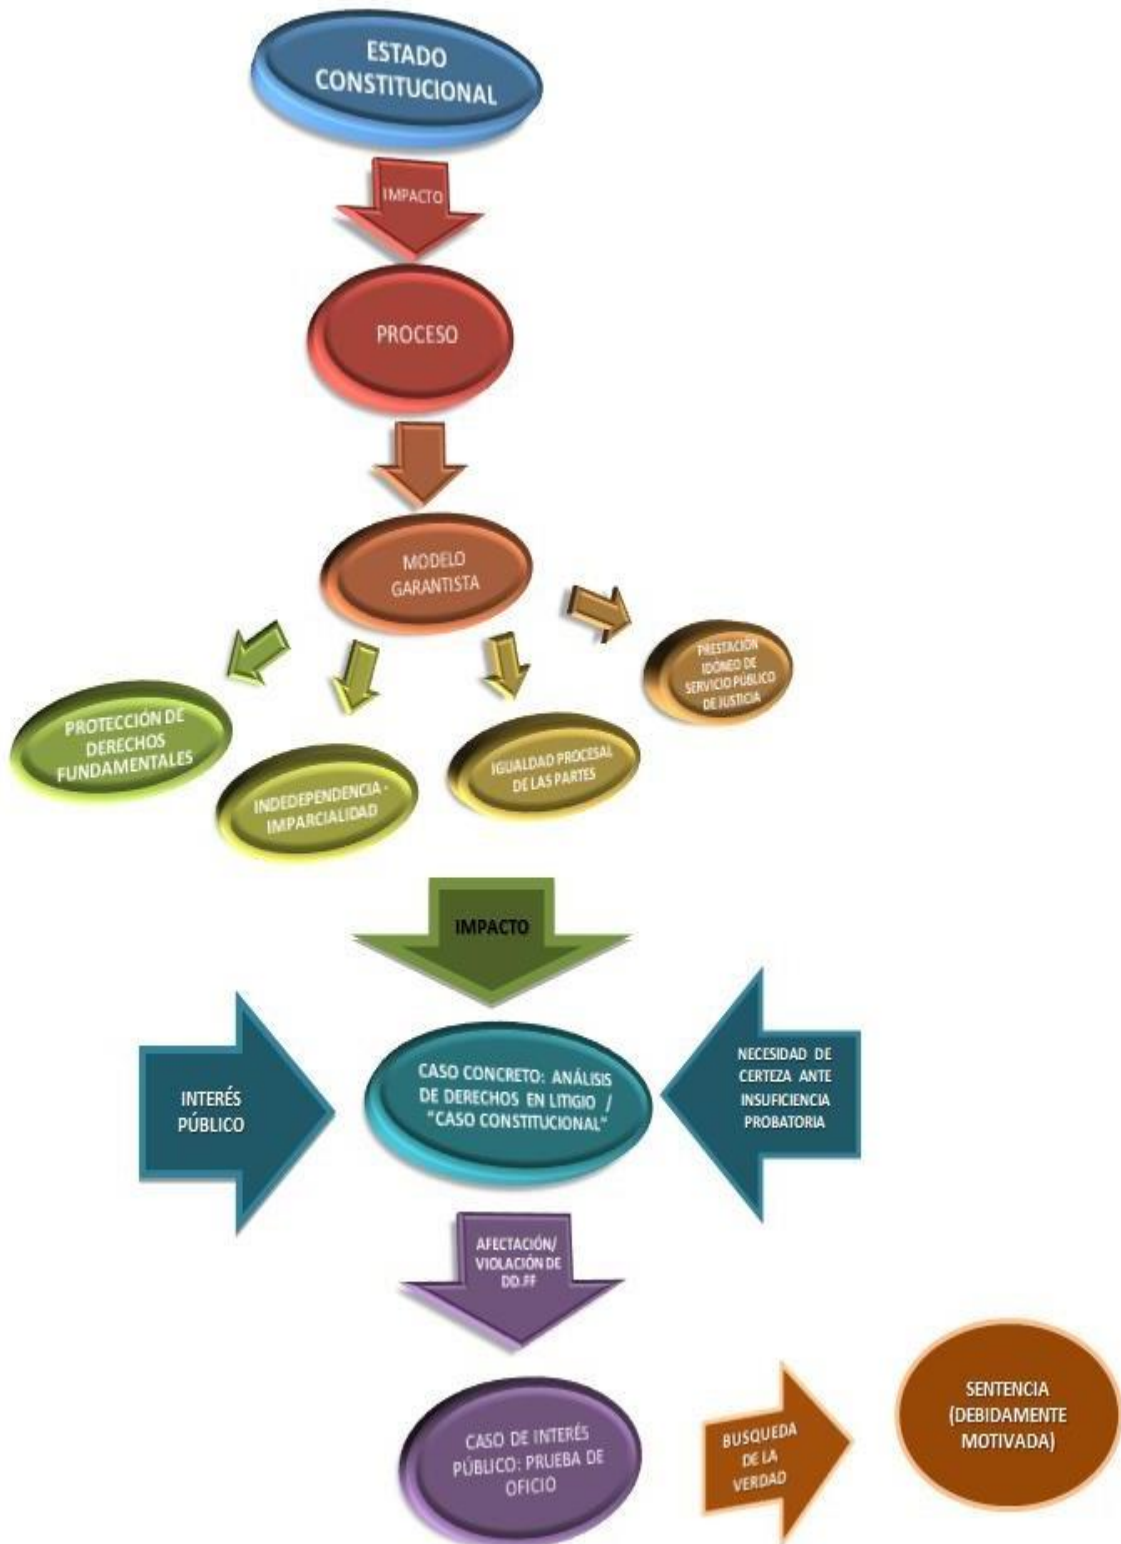 ESTADO
CONSTITUCIONAL
IMPACTO
PROCESO
MODELO
GARANTISTA
PRESTACIÓN
IDÓNEO DE
SERVICIO PÚBLICO
DE JUSTICIA
PROTECCIÓN DE
DERECHOS
FUNDAMENTALES
INDEDEPENDENCIA -
IMPARCIALIDAD
IGUALDAD PROCESAL
DE LAS PARTES
IMPACTO
INTERÉS
PÚBLICO
CASO CONCRETO: ANÁLISIS
DE DERECHOS EN LITIGIO /
"CASO CONSTITUCIONAL"
NECESIDAD DE
CERTEZA ANTE
INSUFICIENCIA
PROBATORIA
AFECTACIÓN/
VIOLACIÓN DE
DD.FF
CASO DE INTERÉS
PÚBLICO: PRUEBA DE
OFICIO
BUSQUEDA
DE LA
VERDAD
SENTENCIA
(DEBIDAMENTE
MOTIVADA)